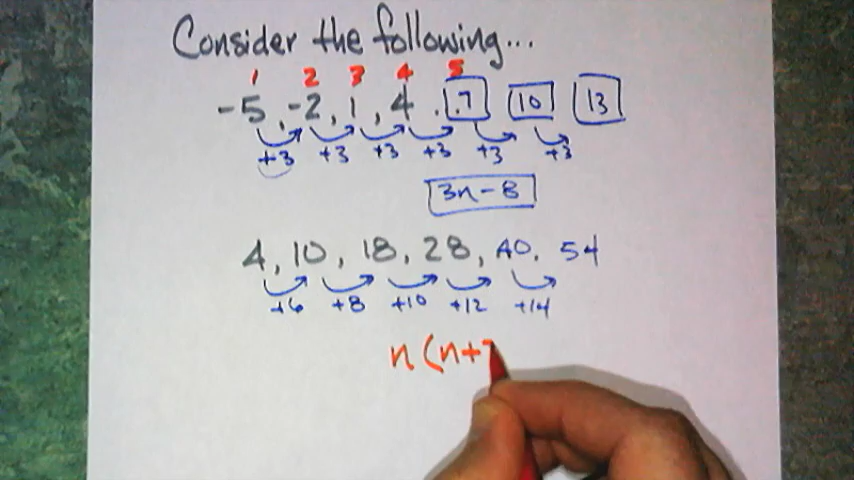 Consider the following...
1 2 3 4 5
-5, -2, 1, 4, . 7 10 13
+3 +3 +3 +3 +3 +3
3n-8
4, 10, 18, 28, 40, 54
+6 +8 +10 +12 +14
n(n+